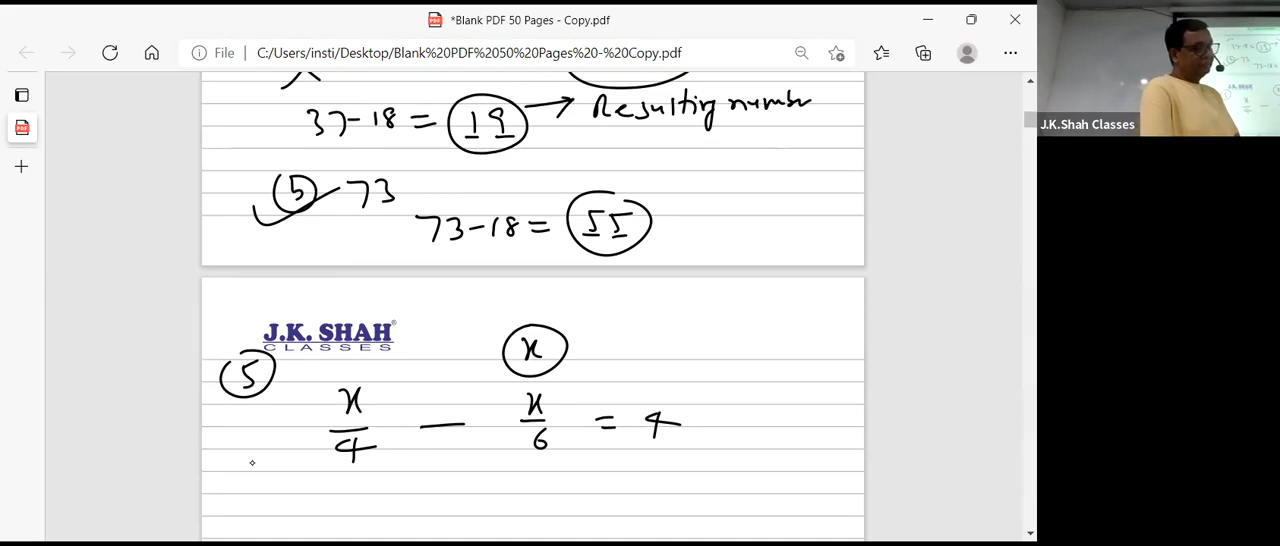 *Blank PDF 50 Pages - Copy.pdf
File C:/Users/insti/Desktop/Blank%20PDF%2050%20Pages%20-%20Copy.pdf
37-18 = 19 → Resulting number
5 73
73-18 = 55
J.K. SHAH®
CLASSES
x
5
x/4 — x/6 = 4
J.K.Shah Classes